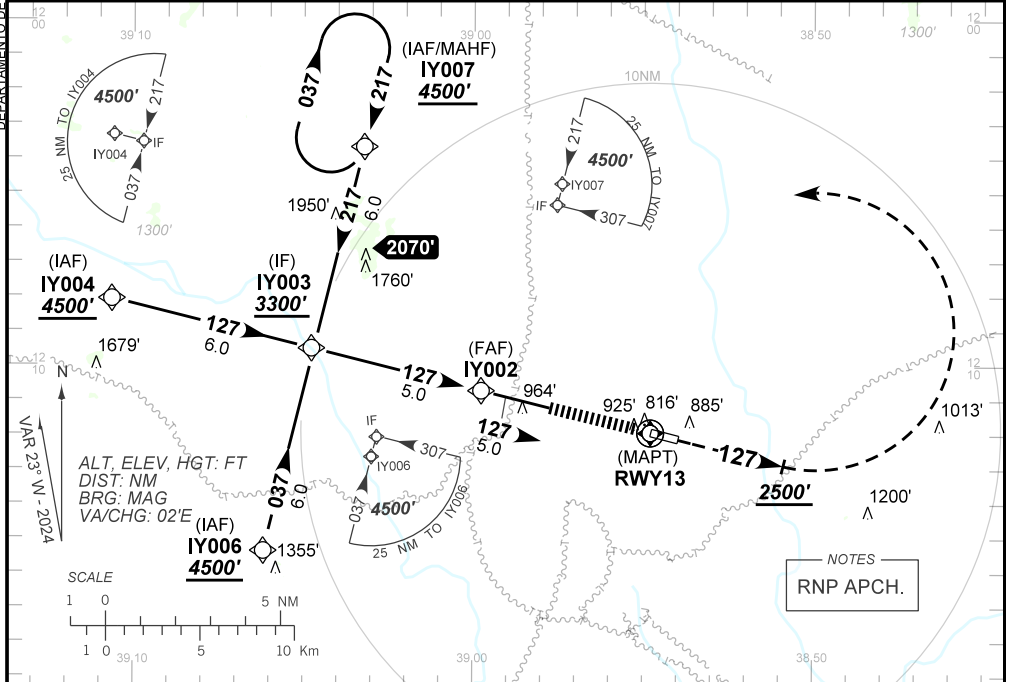 DEPARTAMENTO DE
12
00
39,10
39,00
38,50
1300'
12
00
10NM
(IAF/MAHF)
IY007
4500'
037
217
25 NM TO IY004
4500'
217
IY004
IF
037
1300'
25 NM TO IY007
217
4500'
IY007
IF
307
1950'
217
6.0
2070'
1760'
(IAF)
IY004
4500'
(IF)
IY003
3300'
127
6.0
1679'
12
10
12
10
(FAF)
IY002
127
5.0
964'
127
5.0
925'
816'
885'
1013'
(MAPT)
RWY13
127
2500'
1200'
N
VAR 23° W - 2024
ALT, ELEV, HGT: FT
DIST: NM
BRG: MAG
VA/CHG: 02'E
037
6.0
(IAF)
IY006
4500'
1355'
IF
307
IY006
037
4500'
25 NM TO IY006
NOTES
RNP APCH.
SCALE
1 0 5 NM
1 0 5 10 Km
39,10
39,00
38,50